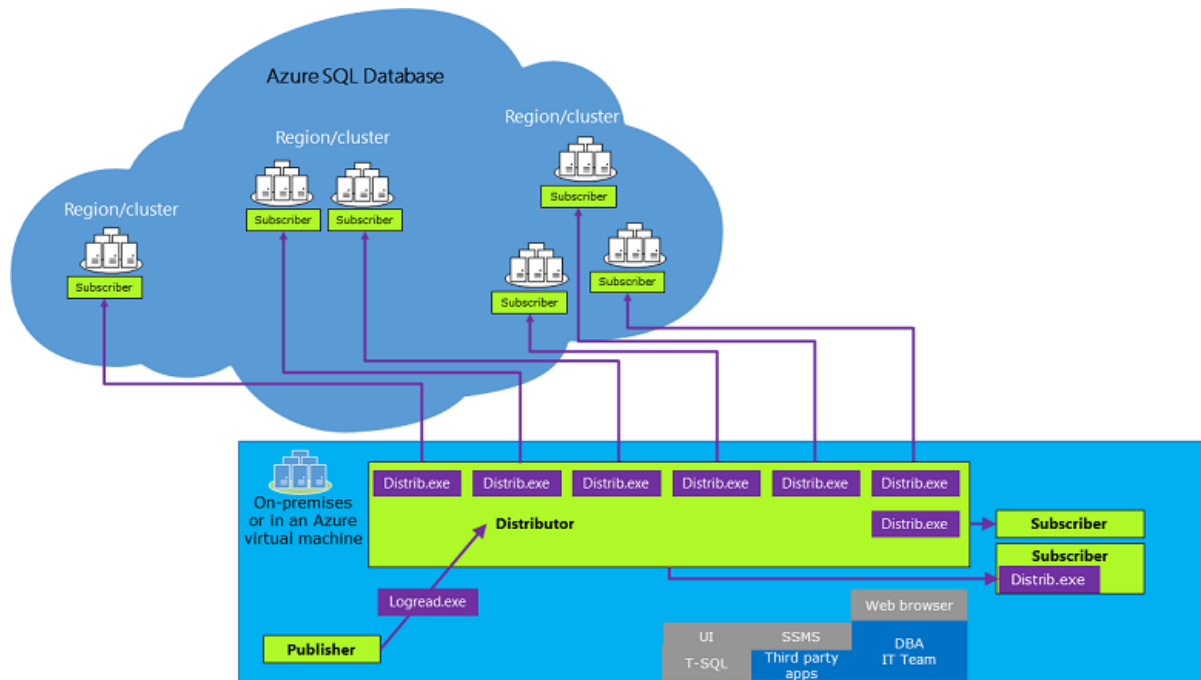 Azure SQL Database
Region/cluster
Region/cluster
Region/cluster
Subscriber
Subscriber
Subscriber
Subscriber
Subscriber
Subscriber
On-premises
or in an Azure
virtual machine
Distrib.exe
Distrib.exe
Distrib.exe
Distrib.exe
Distrib.exe
Distrib.exe
Distributor
Distrib.exe
Subscriber
Subscriber
Distrib.exe
Logread.exe
Publisher
Web browser
UI
SSMS
DBA
IT Team
T-SQL
Third party
apps